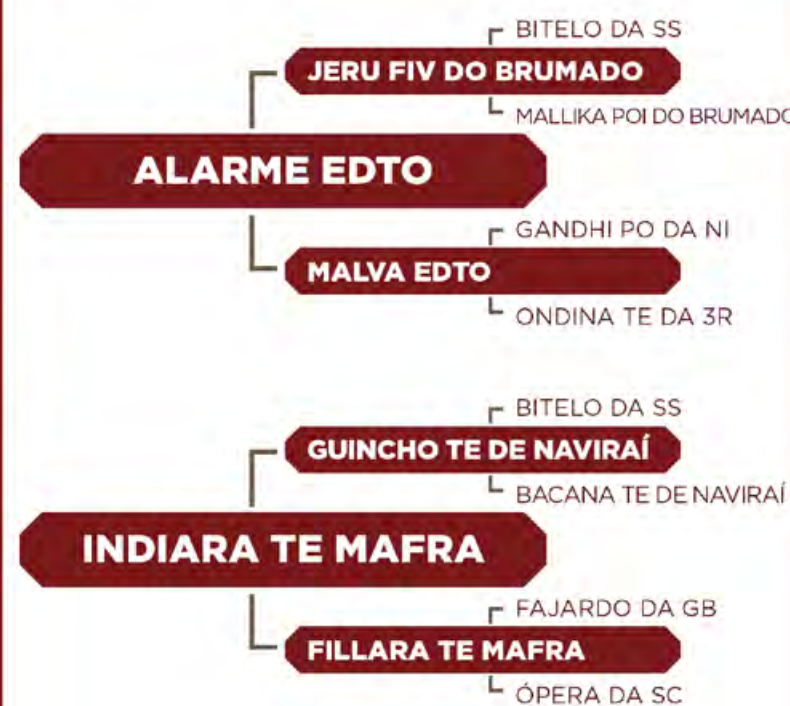 BITELO DA SS
JERU FIV DO BRUMADO
MALLIKA POI DO BRUMADO
ALARME EDTO
GANDHI PO DA NI
MALVA EDTO
ONDINA TE DA 3R
BITELO DA SS
GUINCHO TE DE NAVIRAÍ
BACANA TE DE NAVIRAÍ
INDIARA TE MAFRA
FAJARDO DA GB
FILLARA TE MAFRA
ÓPERA DA SC